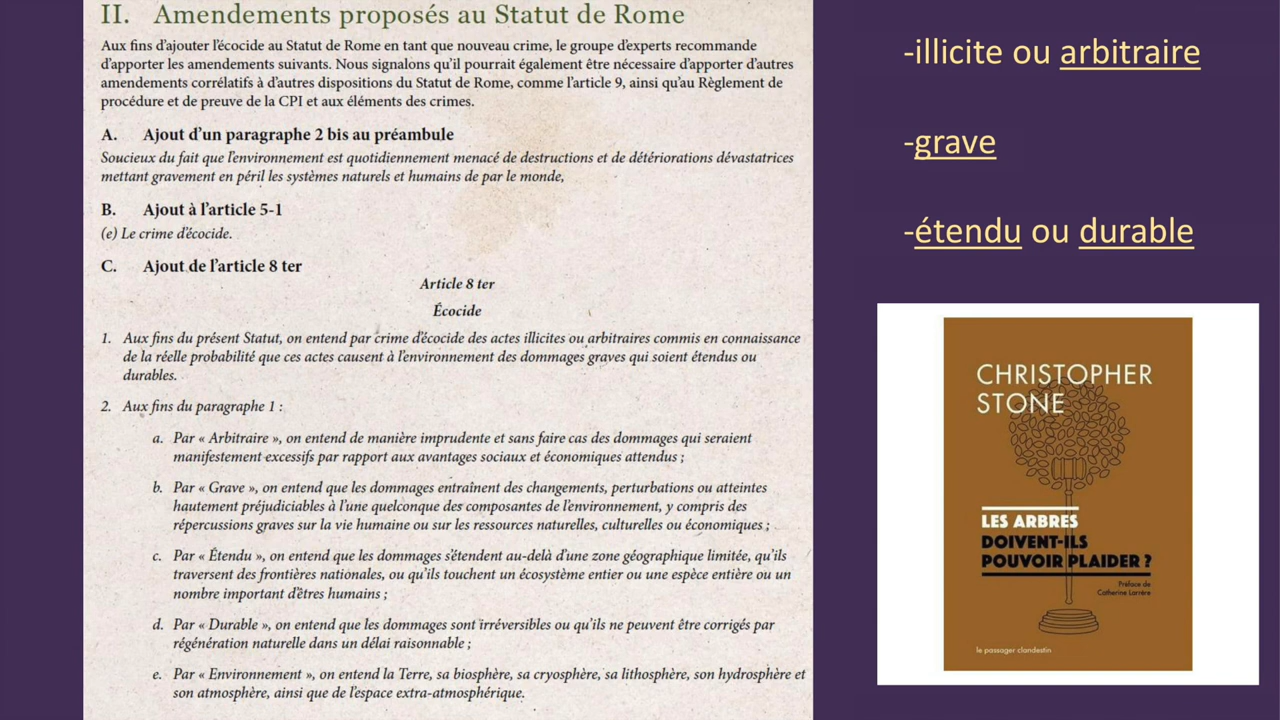 II. Amendements proposés au Statut de Rome
Aux fins d'ajouter l'écocide au Statut de Rome en tant que nouveau crime, le groupe d'experts recommande
d'apporter les amendements suivants. Nous signalons qu'il pourrait également être nécessaire d'apporter d'autres
amendements corrélatifs à d'autres dispositions du Statut de Rome, comme l'article 9, ainsi qu'au Règlement de
procédure et de preuve de la CPI et aux éléments des crimes.
A. Ajout d'un paragraphe 2 bis au préambule
Soucieux du fait que l'environnement est quotidiennement menacé de destructions et de détériorations dévastatrices
mettant gravement en péril les systèmes naturels et humains de par le monde,
B. Ajout à l'article 5-1
(e) Le crime d'écocide.
C. Ajout de l'article 8 ter
Article 8 ter
Écocide
1. Aux fins du présent Statut, on entend par crime d'écocide des actes illicites ou arbitraires commis en connaissance
de la réelle probabilité que ces actes causent à l'environnement des dommages graves qui soient étendus ou
durables.
2. Aux fins du paragraphe 1 :
a. Par « Arbitraire », on entend de manière imprudente et sans faire cas des dommages qui seraient
manifestement excessifs par rapport aux avantages sociaux et économiques attendus ;
b. Par « Grave », on entend que les dommages entraînent des changements, perturbations ou atteintes
hautement préjudiciables à l'une quelconque des composantes de l'environnement, y compris des
répercussions graves sur la vie humaine ou sur les ressources naturelles, culturelles ou économiques ;
c. Par « Étendu », on entend que les dommages s'étendent au-delà d'une zone géographique limitée, qu'ils
traversent des frontières nationales, ou qu'ils touchent un écosystème entier ou une espèce entière ou un
nombre important d'êtres humains ;
d. Par « Durable », on entend que les dommages sont irréversibles ou qu'ils ne peuvent être corrigés par
régénération naturelle dans un délai raisonnable ;
e. Par « Environnement », on entend la Terre, sa biosphère, sa cryosphère, sa lithosphère, son hydrosphère et
son atmosphère, ainsi que de l'espace extra-atmosphérique.
-illicite ou arbitraire
-grave
-étendu ou durable
CHRISTOPHER
STONE
LES ARBRES
DOIVENT-ILS
POUVOIR PLAIDER ?
Préface de
Catherine Larrère
le passager clandestin